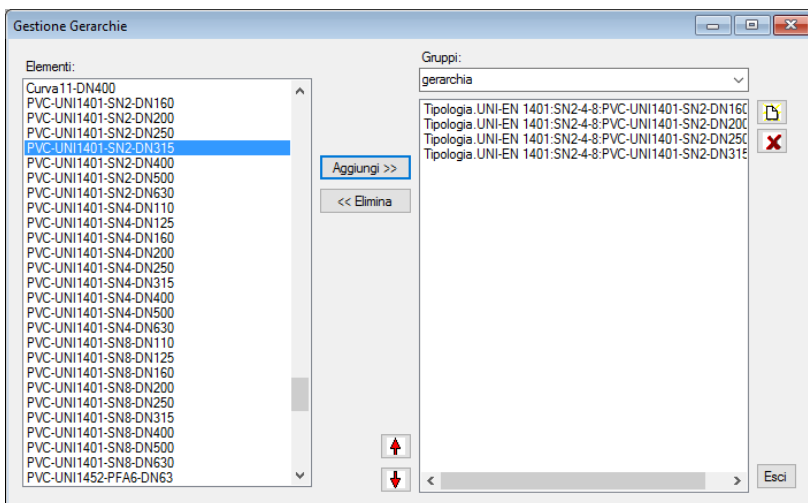 Gestione Gerarchie
Elementi:
Curva11-DN400
PVC-UNI1401-SN2-DN160
PVC-UNI1401-SN2-DN200
PVC-UNI1401-SN2-DN250
PVC-UNI1401-SN2-DN315
PVC-UNI1401-SN2-DN400
PVC-UNI1401-SN2-DN500
PVC-UNI1401-SN2-DN630
PVC-UNI1401-SN4-DN110
PVC-UNI1401-SN4-DN125
PVC-UNI1401-SN4-DN160
PVC-UNI1401-SN4-DN200
PVC-UNI1401-SN4-DN250
PVC-UNI1401-SN4-DN315
PVC-UNI1401-SN4-DN400
PVC-UNI1401-SN4-DN500
PVC-UNI1401-SN4-DN630
PVC-UNI1401-SN8-DN110
PVC-UNI1401-SN8-DN125
PVC-UNI1401-SN8-DN160
PVC-UNI1401-SN8-DN200
PVC-UNI1401-SN8-DN250
PVC-UNI1401-SN8-DN315
PVC-UNI1401-SN8-DN400
PVC-UNI1401-SN8-DN500
PVC-UNI1401-SN8-DN630
PVC-UNI1452-PFA6-DN63
Aggiungi >>
<< Elimina
Gruppi:
gerarchia
Tipologia.UNI-EN 1401:SN2-4-8:PVC-UNI1401-SN2-DN160
Tipologia.UNI-EN 1401:SN2-4-8:PVC-UNI1401-SN2-DN200
Tipologia.UNI-EN 1401:SN2-4-8:PVC-UNI1401-SN2-DN250
Tipologia.UNI-EN 1401:SN2-4-8:PVC-UNI1401-SN2-DN315
Esci